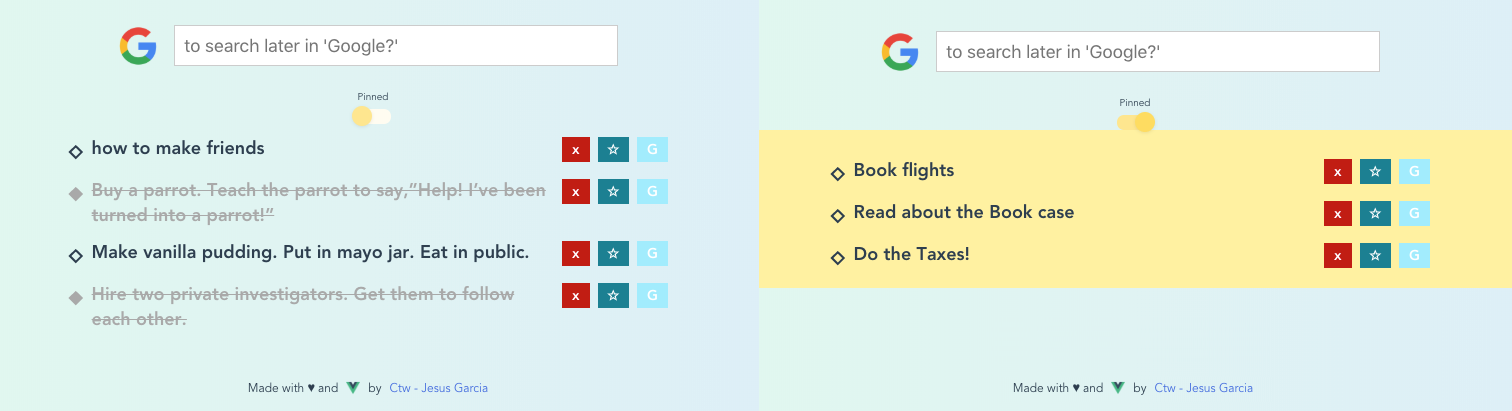 to search later in 'Google?'
Pinned
how to make friends x ☆ G
Buy a parrot. Teach the parrot to say,”Help! I’ve been x ☆ G
turned into a parrot!”
Make vanilla pudding. Put in mayo jar. Eat in public. x ☆ G
Hire two private investigators. Get them to follow x ☆ G
each other.
Made with ♥ and by Ctw - Jesus Garcia
to search later in 'Google?'
Pinned
Book flights x ☆ G
Read about the Book case x ☆ G
Do the Taxes! x ☆ G
Made with ♥ and by Ctw - Jesus Garcia